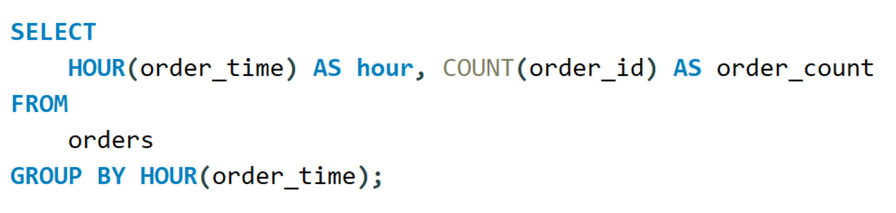 SELECT
    HOUR(order_time) AS hour, COUNT(order_id) AS order_count
FROM
    orders
GROUP BY HOUR(order_time);